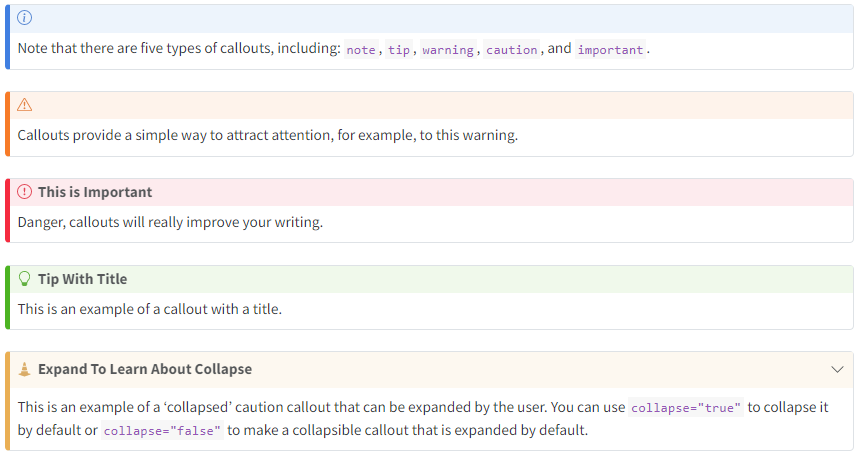 Note that there are five types of callouts, including: note, tip, warning, caution, and important.
Callouts provide a simple way to attract attention, for example, to this warning.
This is Important
Danger, callouts will really improve your writing.
Tip With Title
This is an example of a callout with a title.
Expand To Learn About Collapse
This is an example of a ‘collapsed’ caution callout that can be expanded by the user. You can use collapse="true" to collapse it
by default or collapse="false" to make a collapsible callout that is expanded by default.